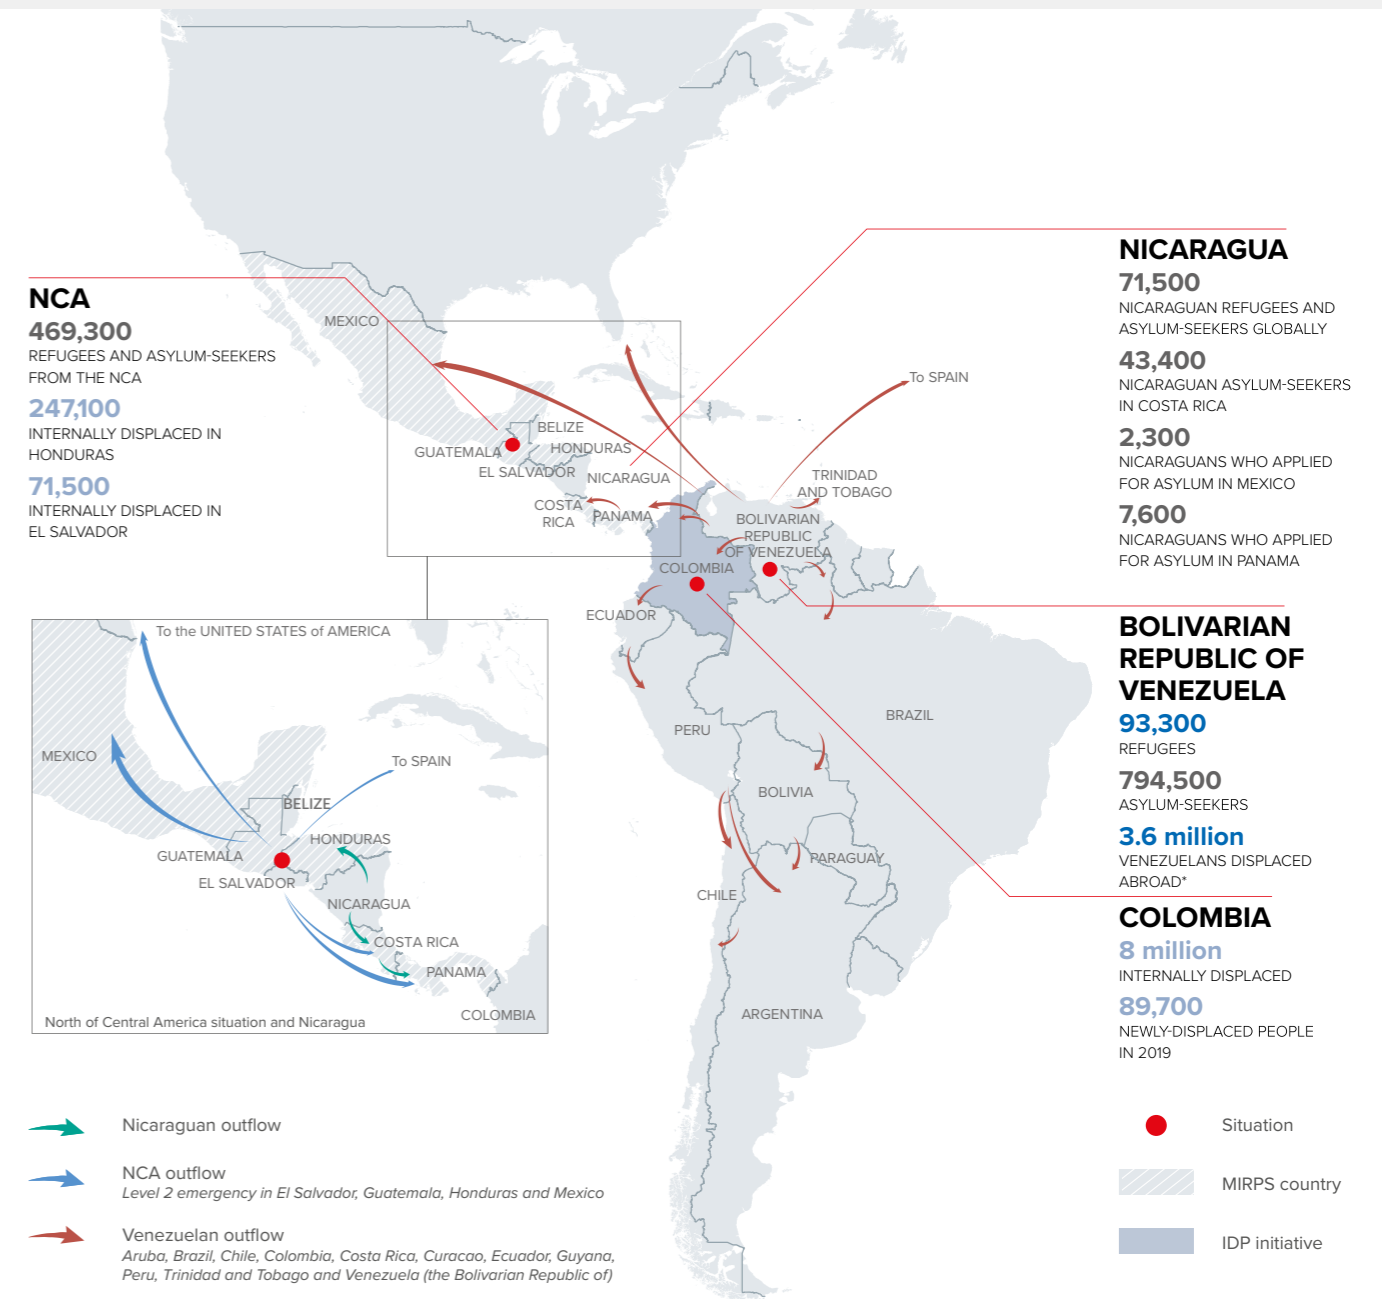 NCA
469,300
REFUGEES AND ASYLUM-SEEKERS
FROM THE NCA
247,100
INTERNALLY DISPLACED IN
HONDURAS
71,500
INTERNALLY DISPLACED IN
EL SALVADOR
NICARAGUA
71,500
NICARAGUAN REFUGEES AND
ASYLUM-SEEKERS GLOBALLY
43,400
NICARAGUAN ASYLUM-SEEKERS
IN COSTA RICA
2,300
NICARAGUANS WHO APPLIED
FOR ASYLUM IN MEXICO
7,600
NICARAGUANS WHO APPLIED
FOR ASYLUM IN PANAMA
BOLIVARIAN
REPUBLIC OF
VENEZUELA
93,300
REFUGEES
794,500
ASYLUM-SEEKERS
3.6 million
VENEZUELANS DISPLACED
ABROAD*
COLOMBIA
8 million
INTERNALLY DISPLACED
89,700
NEWLY-DISPLACED PEOPLE
IN 2019
MEXICO
To SPAIN
BELIZE
GUATEMALA
HONDURAS
EL SALVADOR
NICARAGUA
TRINIDAD
AND TOBAGO
COSTA
RICA
PANAMA
BOLIVARIAN
REPUBLIC
OF VENEZUELA
COLOMBIA
ECUADOR
PERU
BRAZIL
BOLIVIA
PARAGUAY
CHILE
ARGENTINA
To the UNITED STATES of AMERICA
MEXICO
To SPAIN
BELIZE
HONDURAS
GUATEMALA
EL SALVADOR
NICARAGUA
COSTA RICA
PANAMA
COLOMBIA
North of Central America situation and Nicaragua
Nicaraguan outflow
NCA outflow
Level 2 emergency in El Salvador, Guatemala, Honduras and Mexico
Venezuelan outflow
Aruba, Brazil, Chile, Colombia, Costa Rica, Curacao, Ecuador, Guyana,
Peru, Trinidad and Tobago and Venezuela (the Bolivarian Republic of)
Situation
MIRPS country
IDP initiative